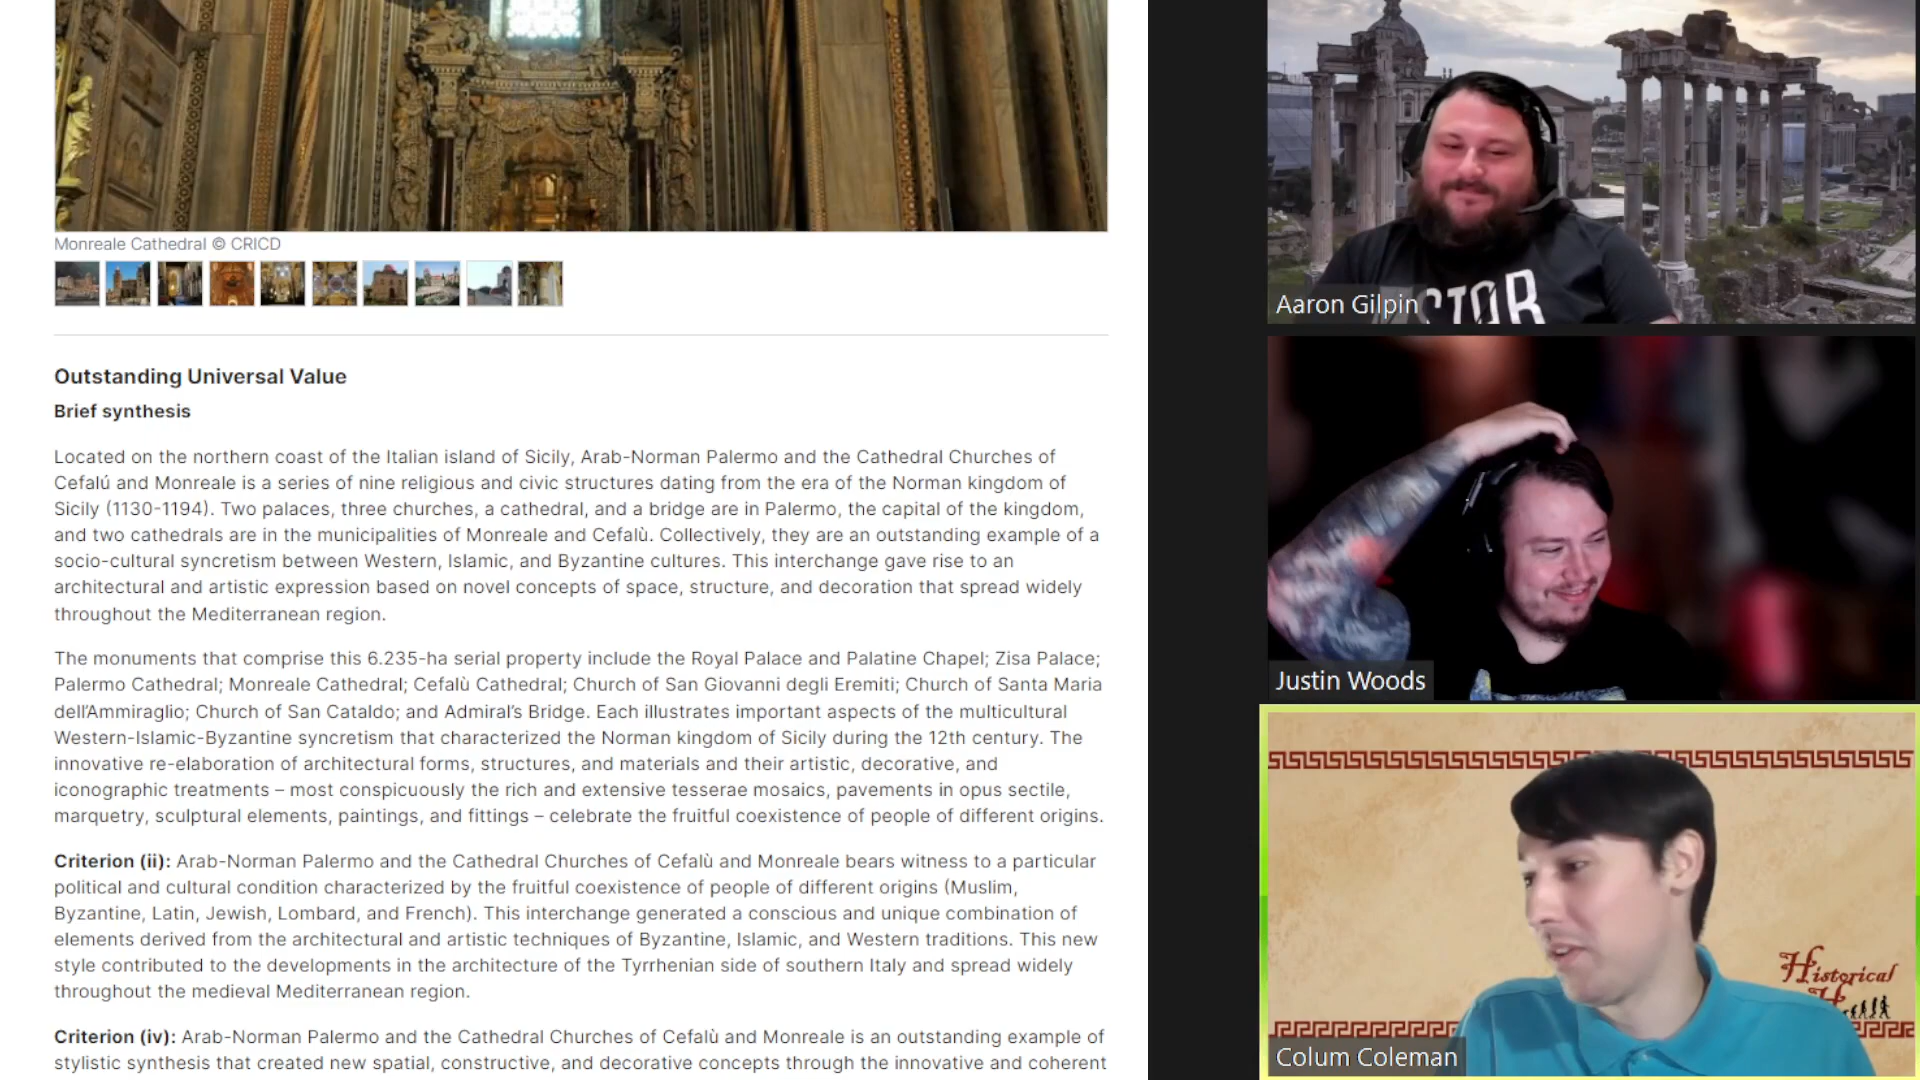 Monreale Cathedral © CRICD
Outstanding Universal Value
Brief synthesis
Located on the northern coast of the Italian island of Sicily, Arab-Norman Palermo and the Cathedral Churches of
Cefalú and Monreale is a series of nine religious and civic structures dating from the era of the Norman kingdom of
Sicily (1130-1194). Two palaces, three churches, a cathedral, and a bridge are in Palermo, the capital of the kingdom,
and two cathedrals are in the municipalities of Monreale and Cefalù. Collectively, they are an outstanding example of a
socio-cultural syncretism between Western, Islamic, and Byzantine cultures. This interchange gave rise to an
architectural and artistic expression based on novel concepts of space, structure, and decoration that spread widely
throughout the Mediterranean region.
The monuments that comprise this 6.235-ha serial property include the Royal Palace and Palatine Chapel; Zisa Palace;
Palermo Cathedral; Monreale Cathedral; Cefalù Cathedral; Church of San Giovanni degli Eremiti; Church of Santa Maria
dell'Ammiraglio; Church of San Cataldo; and Admiral's Bridge. Each illustrates important aspects of the multicultural
Western-Islamic-Byzantine syncretism that characterized the Norman kingdom of Sicily during the 12th century. The
innovative re-elaboration of architectural forms, structures, and materials and their artistic, decorative, and
iconographic treatments – most conspicuously the rich and extensive tesserae mosaics, pavements in opus sectile,
marquetry, sculptural elements, paintings, and fittings – celebrate the fruitful coexistence of people of different origins.
Criterion (ii): Arab-Norman Palermo and the Cathedral Churches of Cefalù and Monreale bears witness to a particular
political and cultural condition characterized by the fruitful coexistence of people of different origins (Muslim,
Byzantine, Latin, Jewish, Lombard, and French). This interchange generated a conscious and unique combination of
elements derived from the architectural and artistic techniques of Byzantine, Islamic, and Western traditions. This new
style contributed to the developments in the architecture of the Tyrrhenian side of southern Italy and spread widely
throughout the medieval Mediterranean region.
Criterion (iv): Arab-Norman Palermo and the Cathedral Churches of Cefalù and Monreale is an outstanding example of
stylistic synthesis that created new spatial, constructive, and decorative concepts through the innovative and coherent
Aaron Gilpin
Justin Woods
Historical
Colum Coleman